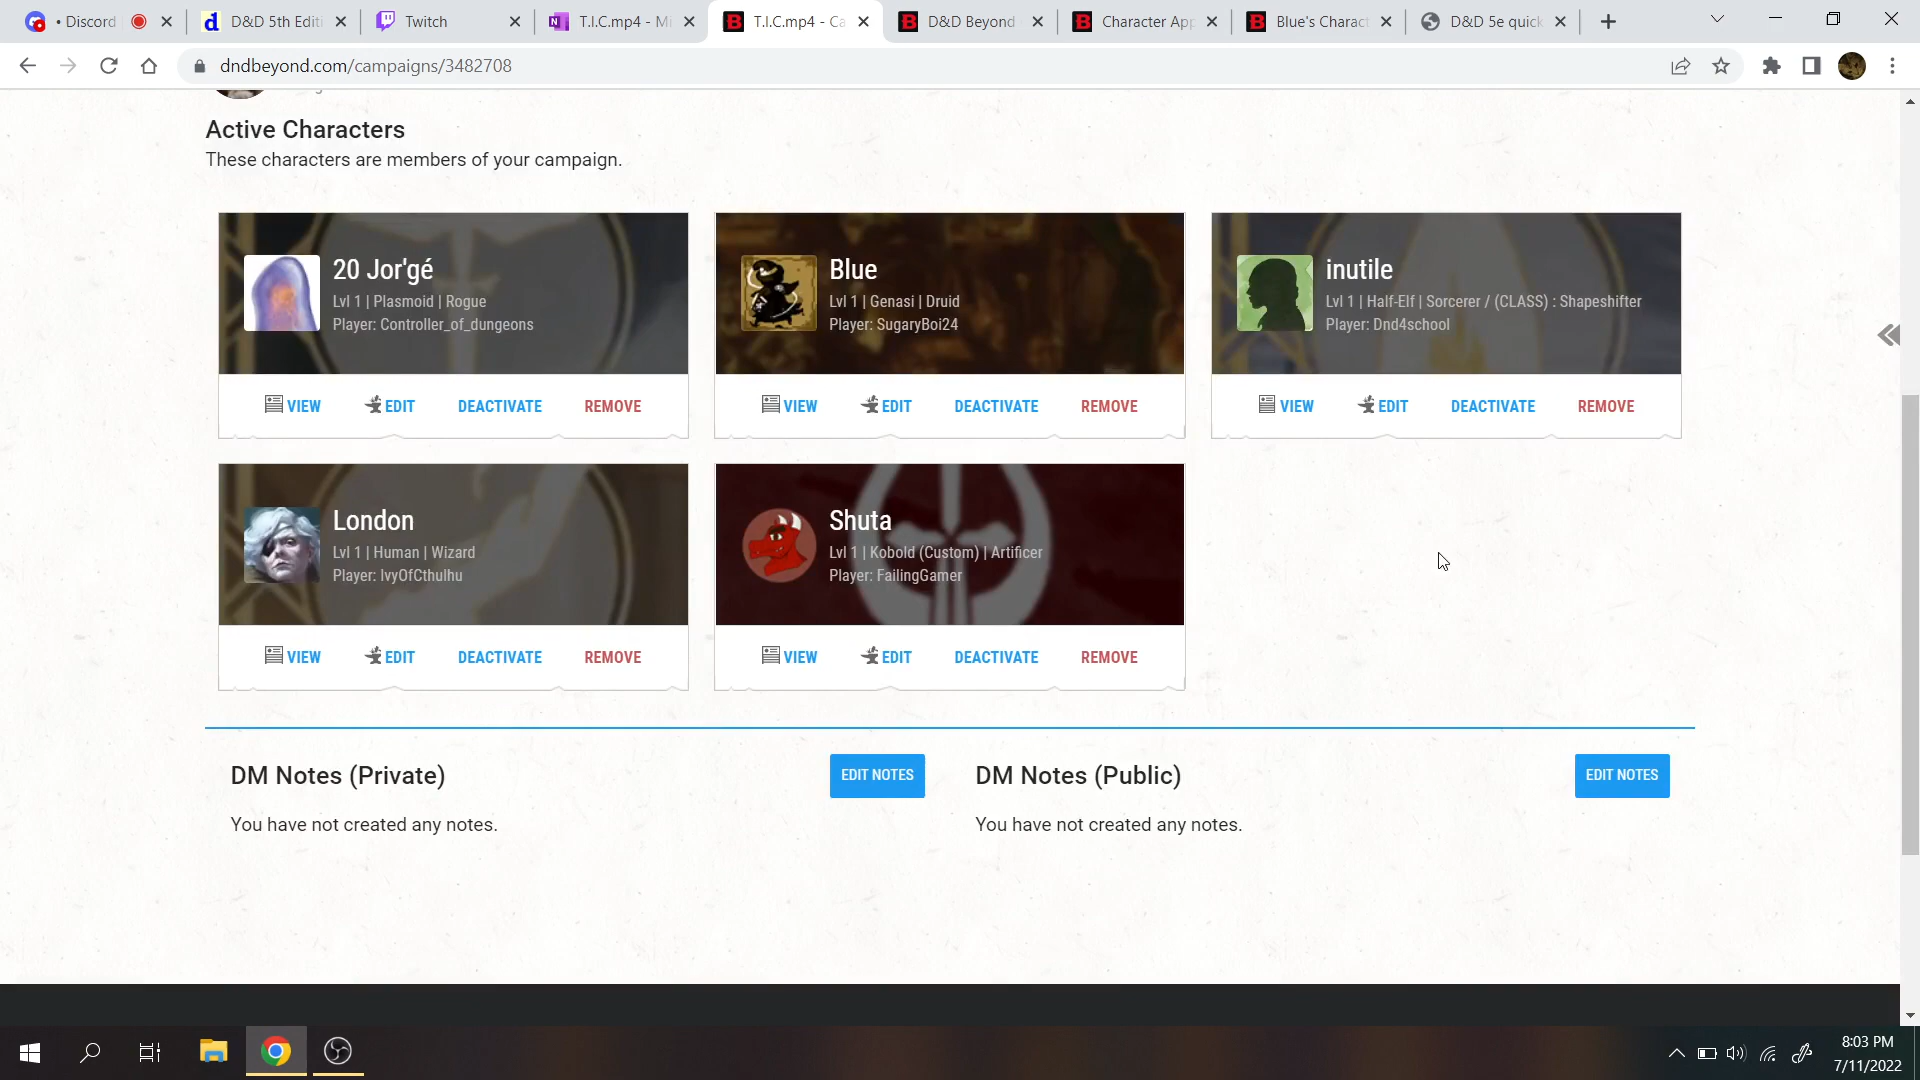 • Discord
D&D 5th Editi
Twitch
T.I.C.mp4 - Mi
T.I.C.mp4 - Ca
D&D Beyond
Character App
Blue's Charact
D&D 5e quick
dndbeyond.com/campaigns/3482708
Active Characters
These characters are members of your campaign.
20 Jor'gé
Lvl 1 | Plasmoid | Rogue
Player: Controller_of_dungeons
VIEW EDIT DEACTIVATE REMOVE
Blue
Lvl 1 | Genasi | Druid
Player: SugaryBoi24
VIEW EDIT DEACTIVATE REMOVE
inutile
Lvl 1 | Half-Elf | Sorcerer / (CLASS) : Shapeshifter
Player: Dnd4school
VIEW EDIT DEACTIVATE REMOVE
London
Lvl 1 | Human | Wizard
Player: IvyOfCthulhu
VIEW EDIT DEACTIVATE REMOVE
Shuta
Lvl 1 | Kobold (Custom) | Artificer
Player: FailingGamer
VIEW EDIT DEACTIVATE REMOVE
DM Notes (Private)
EDIT NOTES
You have not created any notes.
DM Notes (Public)
EDIT NOTES
You have not created any notes.
8:03 PM
7/11/2022